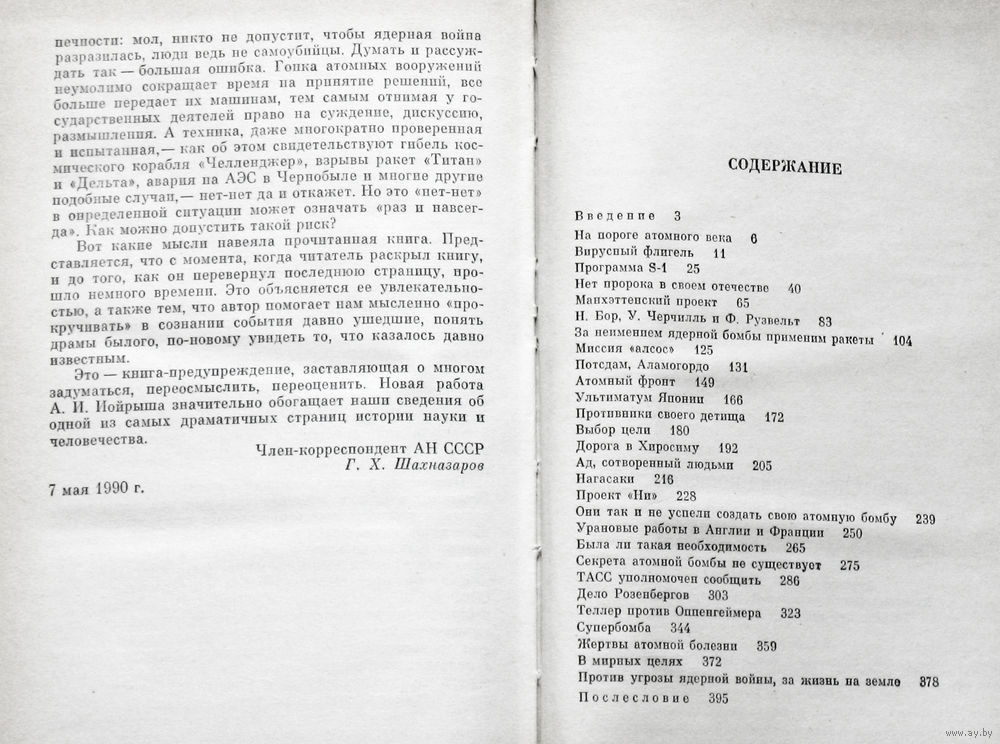 печности: мол, никто не допустит, чтобы ядерная война
разразилась, люди ведь не самоубийцы. Думать и рассуж-
дать так — большая ошибка. Гонка атомных вооружений
неумолимо сокращает время на принятие решений, все
больше передает их машинам, тем самым отнимая у го-
сударственных деятелей право на суждение, дискуссию,
размышления. А техника, даже многократно проверенная
и испытанная,— как об этом свидетельствуют гибель кос-
мического корабля «Челленджер», взрывы ракет «Титан»
и «Дельта», авария на АЭС в Чернобыле и многие другие
подобные случаи,— нет-нет да и откажет. Но это «нет-нет»
в определенной ситуации может означать «раз и навсег-
да». Как можно допустить такой риск?
Вот какие мысли навеяла прочитанная книга. Пред-
ставляется, что с момента, когда читатель раскрыл книгу,
и до того, как он перевернул последнюю страницу, про-
шло немного времени. Это объясняется ее увлекательно-
стью, а также тем, что автор помогает нам мысленно «про-
кручивать» в сознании события давно ушедшие, понять
драмы былого, по-новому увидеть то, что казалось давно
известным.
Это — книга-предупреждение, заставляющая о многом
задуматься, переосмыслить, переоценить. Новая работа
А. И. Иойрыша значительно обогащает наши сведения об
одной из самых драматичных страниц истории науки и
человечества.
Член-корреспондент АН СССР
Г. Х. Шахназаров
7 мая 1990 г.
СОДЕРЖАНИЕ
Введение 3
На пороге атомного века 6
Вирусный флигель 11
Программа S-1 25
Нет пророка в своем отечестве 40
Манхэттенский проект 65
Н. Бор, У. Черчилль и Ф. Рузвельт 83
За неимением ядерной бомбы применим ракеты 104
Миссия «алсос» 125
Потсдам, Аламогордо 131
Атомный фронт 149
Ультиматум Японии 166
Противники своего детища 172
Выбор цели 180
Дорога в Хиросиму 192
Ад, сотворенный людьми 205
Нагасаки 216
Проект «Ни» 228
Они так и не успели создать свою атомную бомбу 239
Урановые работы в Англии и Франции 250
Была ли такая необходимость 265
Секрета атомной бомбы не существует 275
ТАСС уполномочен сообщить 286
Дело Розенбергов 303
Теллер против Оппенгеймера 323
Супербомба 344
Жертвы атомной болезни 359
В мирных целях 372
Против угрозы ядерной войны, за жизнь на земле 378
Послесловие 395
www.ay.by